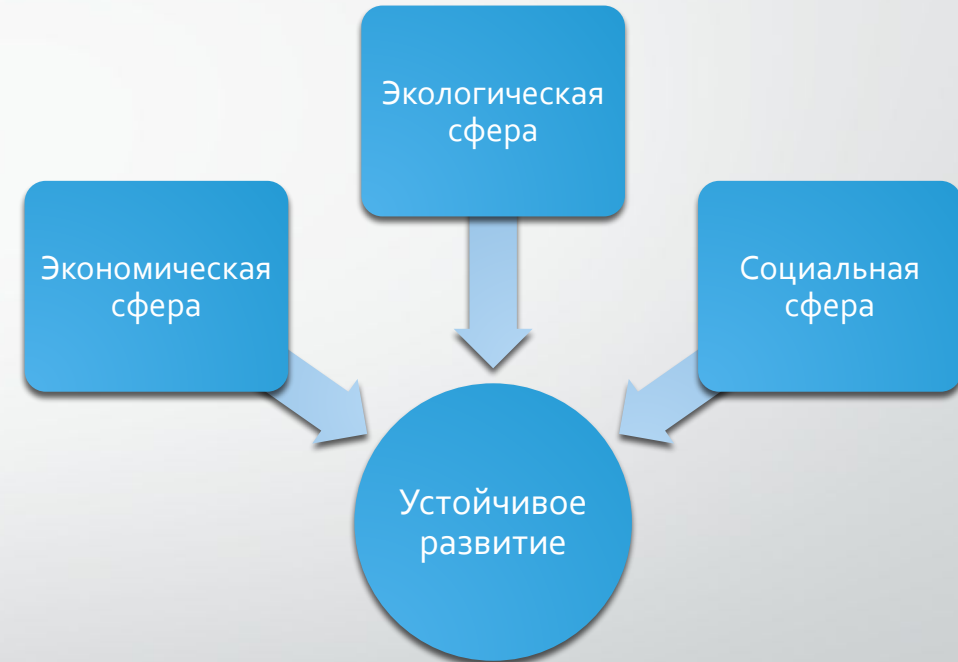 Экологическая
сфера
Экономическая
сфера
Социальная
сфера
Устойчивое
развитие